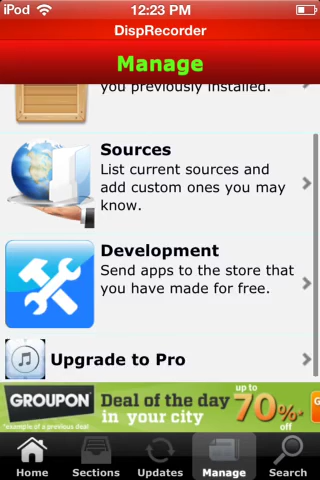 iPod 12:23 PM
DispRecorder
Manage
you previously installed.
Sources
List current sources and
add custom ones you may
know.
Development
Send apps to the store that
you have made for free.
Upgrade to Pro
GROUPON
*example of a previous deal
Deal of the day
in your city
up to
70%*
off
G
Home Sections Updates Manage Search